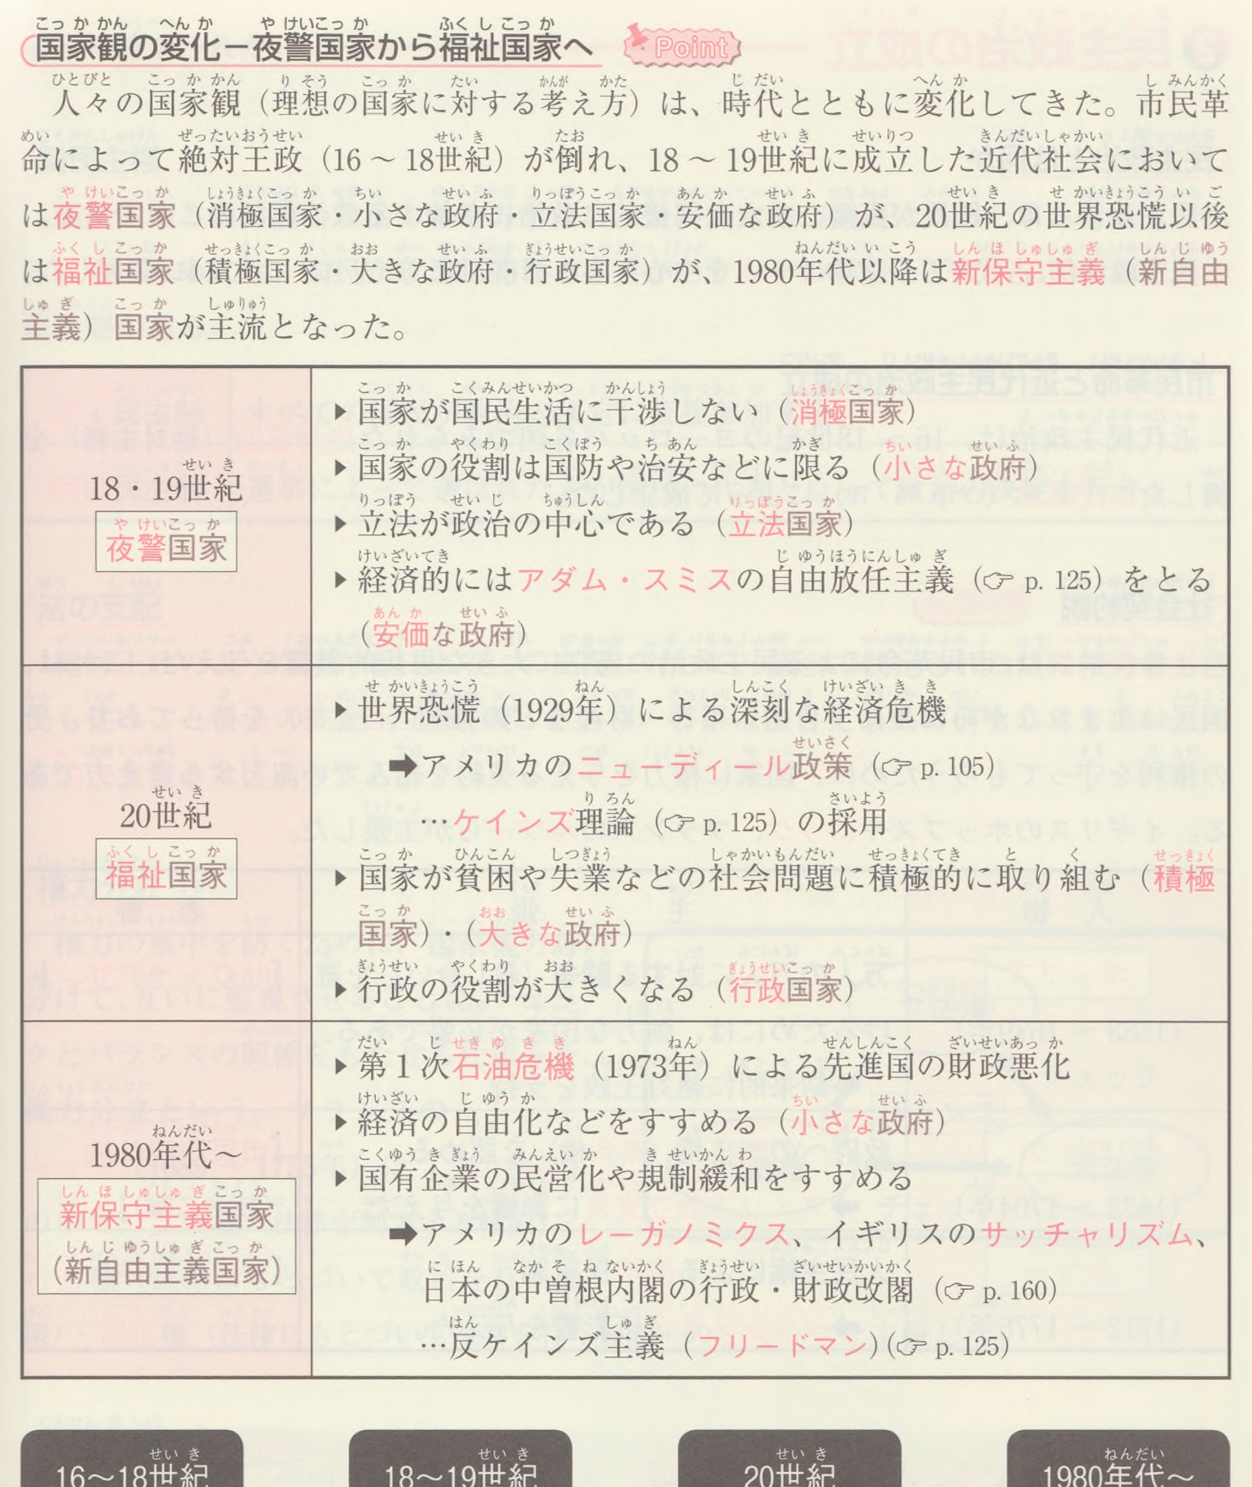 国家観の変化－夜警国家から福祉国家へ Point
人々の国家観（理想の国家に対する考え方）は、時代とともに変化してきた。市民革
命によって絶対王政（16～18世紀）が倒れ、18～19世紀に成立した近代社会において
は夜警国家（消極国家・小さな政府・立法国家・安価な政府）が、20世紀の世界恐慌以後
は福祉国家（積極国家・大きな政府・行政国家）が、1980年代以降は新保守主義（新自由
主義）国家が主流となった。
18・19世紀
夜警国家
▶国家が国民生活に干渉しない（消極国家）
▶国家の役割は国防や治安などに限る（小さな政府）
▶立法が政治の中心である（立法国家）
▶経済的にはアダム・スミスの自由放任主義（☞ p. 125）をとる
（安価な政府）
20世紀
福祉国家
▶世界恐慌（1929年）による深刻な経済危機
➡アメリカのニューディール政策（☞ p. 105）
…ケインズ理論（☞ p. 125）の採用
▶国家が貧困や失業などの社会問題に積極的に取り組む（積極
国家）・（大きな政府）
▶行政の役割が大きくなる（行政国家）
1980年代～
新保守主義国家
（新自由主義国家）
▶第１次石油危機（1973年）による先進国の財政悪化
▶経済の自由化などをすすめる（小さな政府）
▶国有企業の民営化や規制緩和をすすめる
➡アメリカのレーガノミクス、イギリスのサッチャリズム、
日本の中曽根内閣の行政・財政改閣（☞ p. 160）
…反ケインズ主義（フリードマン）（☞ p. 125）
16～18世紀
18～19世紀
20世紀
1980年代～